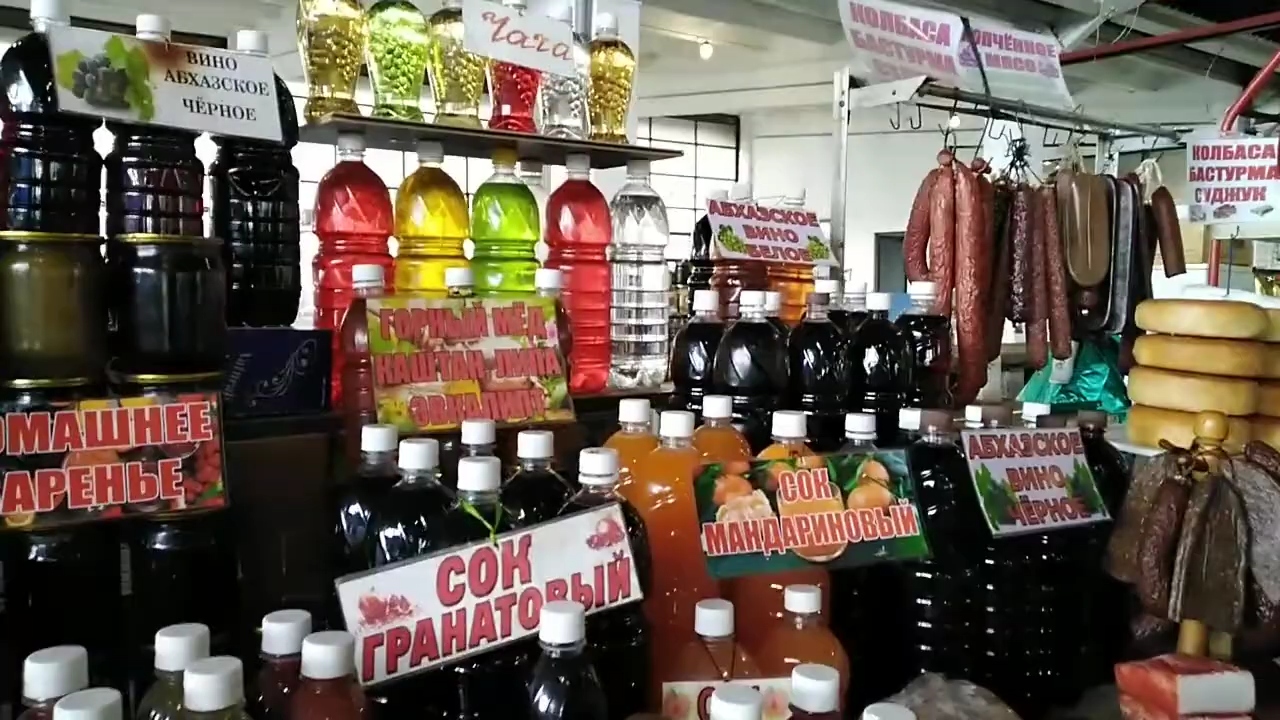 ВИНО
АБХАЗСКОЕ
ЧЁРНОЕ
Чача
КОЛБАСА
БАСТУРМА
КОПЧЁНОЕ
МЯСО
КОЛБАСА
БАСТУРМА
СУДЖУК
АБХАЗСКОЕ
ВИНО
БЕЛОЕ
ГОРНЫЙ МЁД
КАШТАН-ЛИПА
ЭВКАЛИПТ
ОМАШНЕЕ
АРЕНЬЕ
СОК
ГРАНАТОВЫЙ
СОК
МАНДАРИНОВЫЙ
АБХАЗСКОЕ
ВИНО
ЧЁРНОЕ